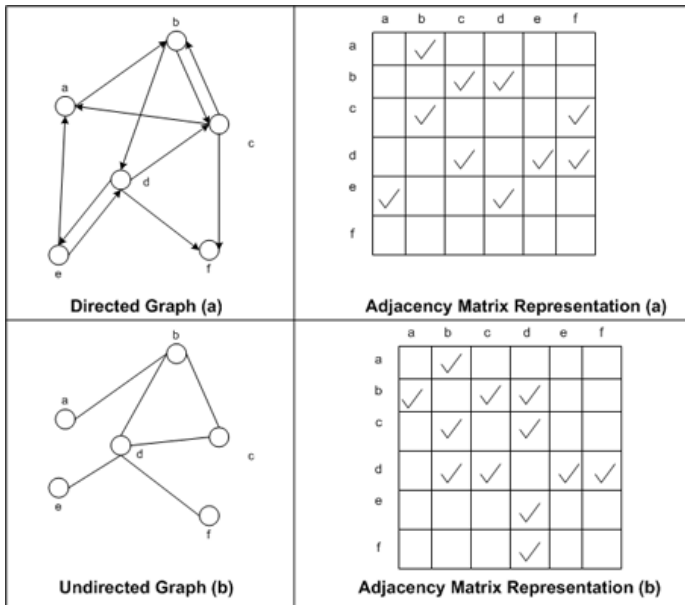 b
a
c
d
e
f
Directed Graph (a)
a b c d e f
a
b
c
d
e
f
Adjacency Matrix Representation (a)
b
a
d
c
e
f
Undirected Graph (b)
a b c d e f
a
b
c
d
e
f
Adjacency Matrix Representation (b)